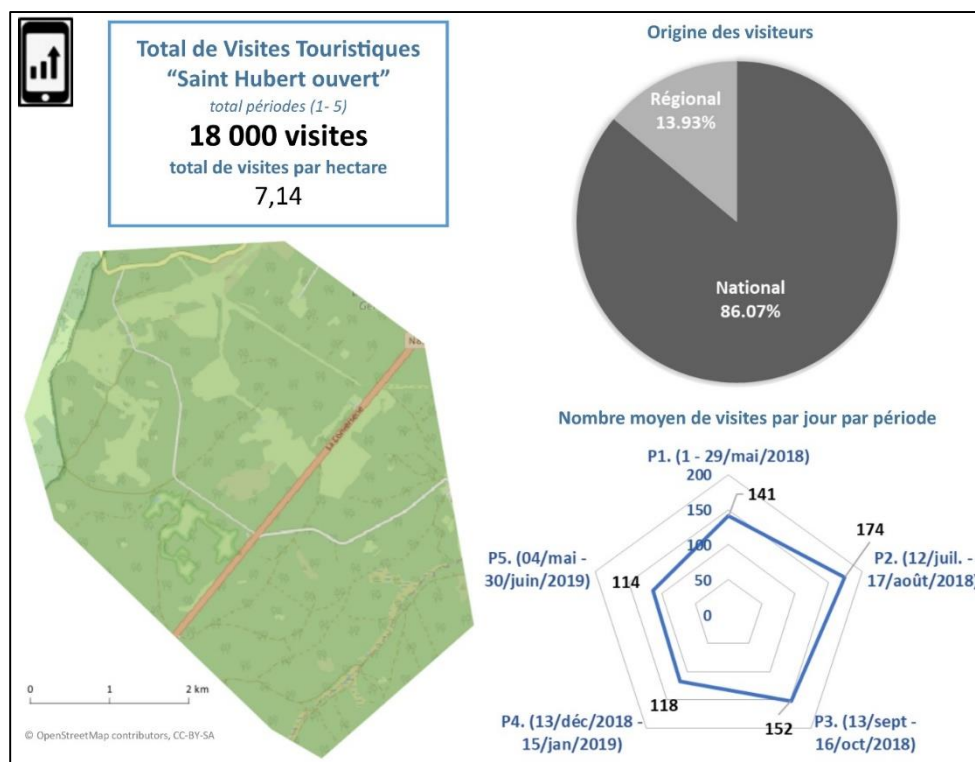 Total de Visites Touristiques
“Saint Hubert ouvert”
total périodes (1- 5)
18 000 visites
total de visites par hectare
7,14
Origine des visiteurs
Régional
13.93%
National
86.07%
La Converserie
0
1
2 km
© OpenStreetMap contributors, CC-BY-SA
Nombre moyen de visites par jour par période
P1. (1 - 29/mai/2018)
200
150
100
50
0
141
174
P2. (12/juil. -
17/août/2018)
152
P3. (13/sept -
16/oct/2018)
118
P4. (13/déc/2018 -
15/jan/2019)
114
P5. (04/mai -
30/juin/2019)